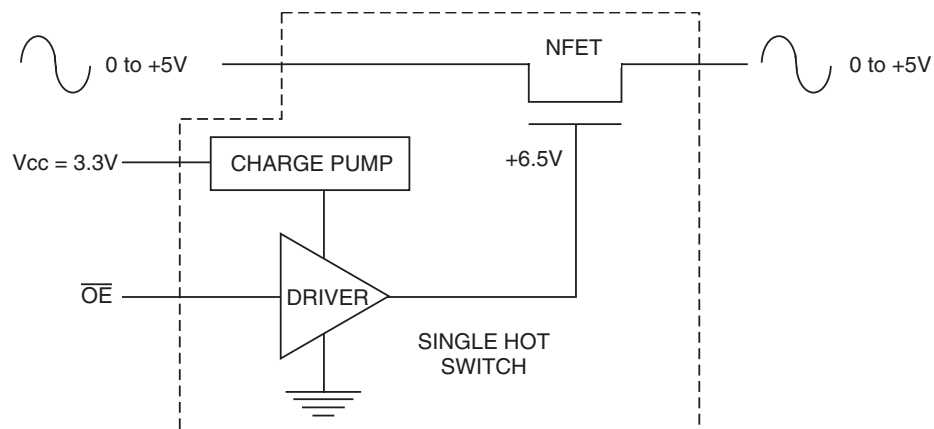 NFET
0 to +5V
0 to +5V
Vcc = 3.3V
CHARGE PUMP
+6.5V
OE
DRIVER
SINGLE HOT
SWITCH